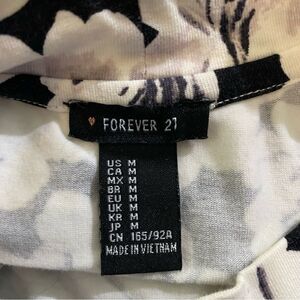 FOREVER 21
US M
CA M
MX M
BR M
EU M
UK M
KR M
JP M
CN 165/92A
MADE IN VIETNAM